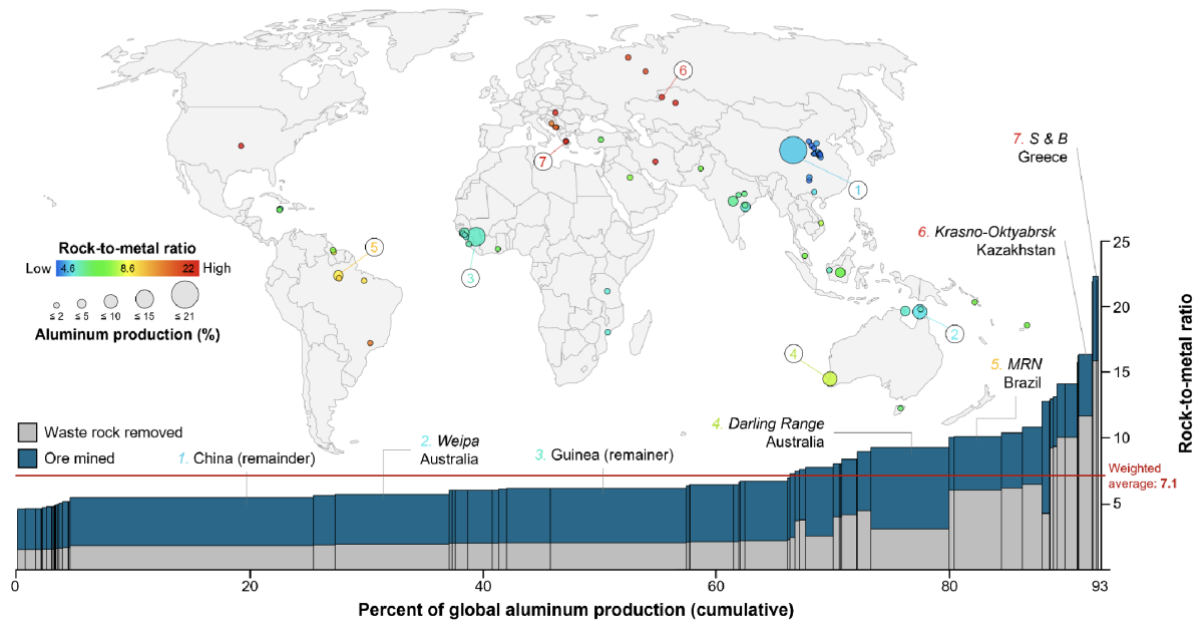 6
7. S & B
Greece
7
1
5
6. Krasno-Oktyabrsk
Kazakhstan
Rock-to-metal ratio
Low 4.6 8.6 22 High
≤ 2 ≤ 5 ≤ 10 ≤ 15 ≤ 21
Aluminum production (%)
3
2
4
5. MRN
Brazil
4. Darling Range
Australia
Waste rock removed
Ore mined
1. China (remainder)
2. Weipa
Australia
3. Guinea (remainer)
Weighted
average: 7.1
25
20
15
10
5
Rock-to-metal ratio
0 20 40 60 80 93
Percent of global aluminum production (cumulative)